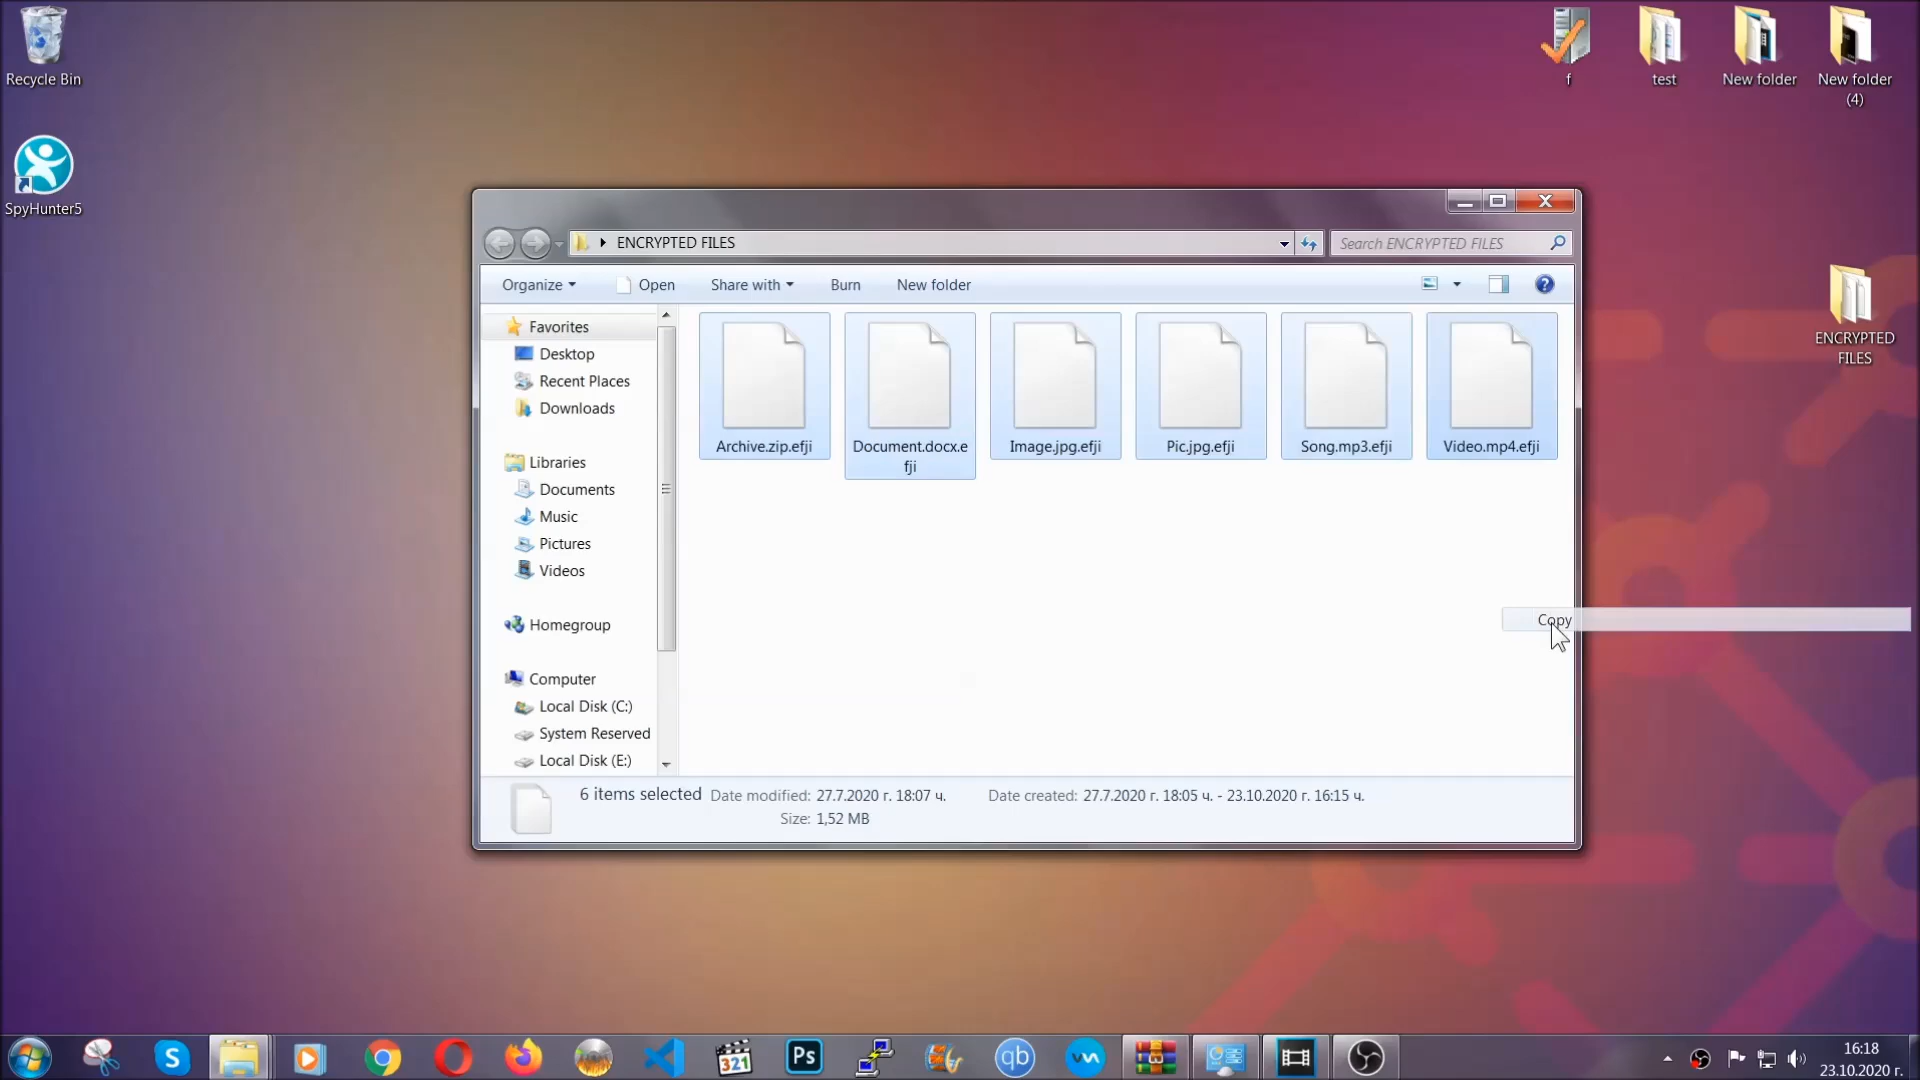 Recycle Bin
SpyHunter5
f
test
New folder
New folder
(4)
ENCRYPTED
FILES
ENCRYPTED FILES
Search ENCRYPTED FILES
Organize
Open
Share with
Burn
New folder
Favorites
Desktop
Recent Places
Downloads
Libraries
Documents
Music
Pictures
Videos
Homegroup
Computer
Local Disk (C:)
System Reserved
Local Disk (E:)
Archive.zip.efji
Document.docx.e
fji
Image.jpg.efji
Pic.jpg.efji
Song.mp3.efji
Video.mp4.efji
Copy
6 items selected
Date modified: 27.7.2020 г. 18:07 ч.
Date created: 27.7.2020 г. 18:05 ч. - 23.10.2020 г. 16:15 ч.
Size: 1,52 MB
S
321
Ps
qb
16:18
23.10.2020 г.